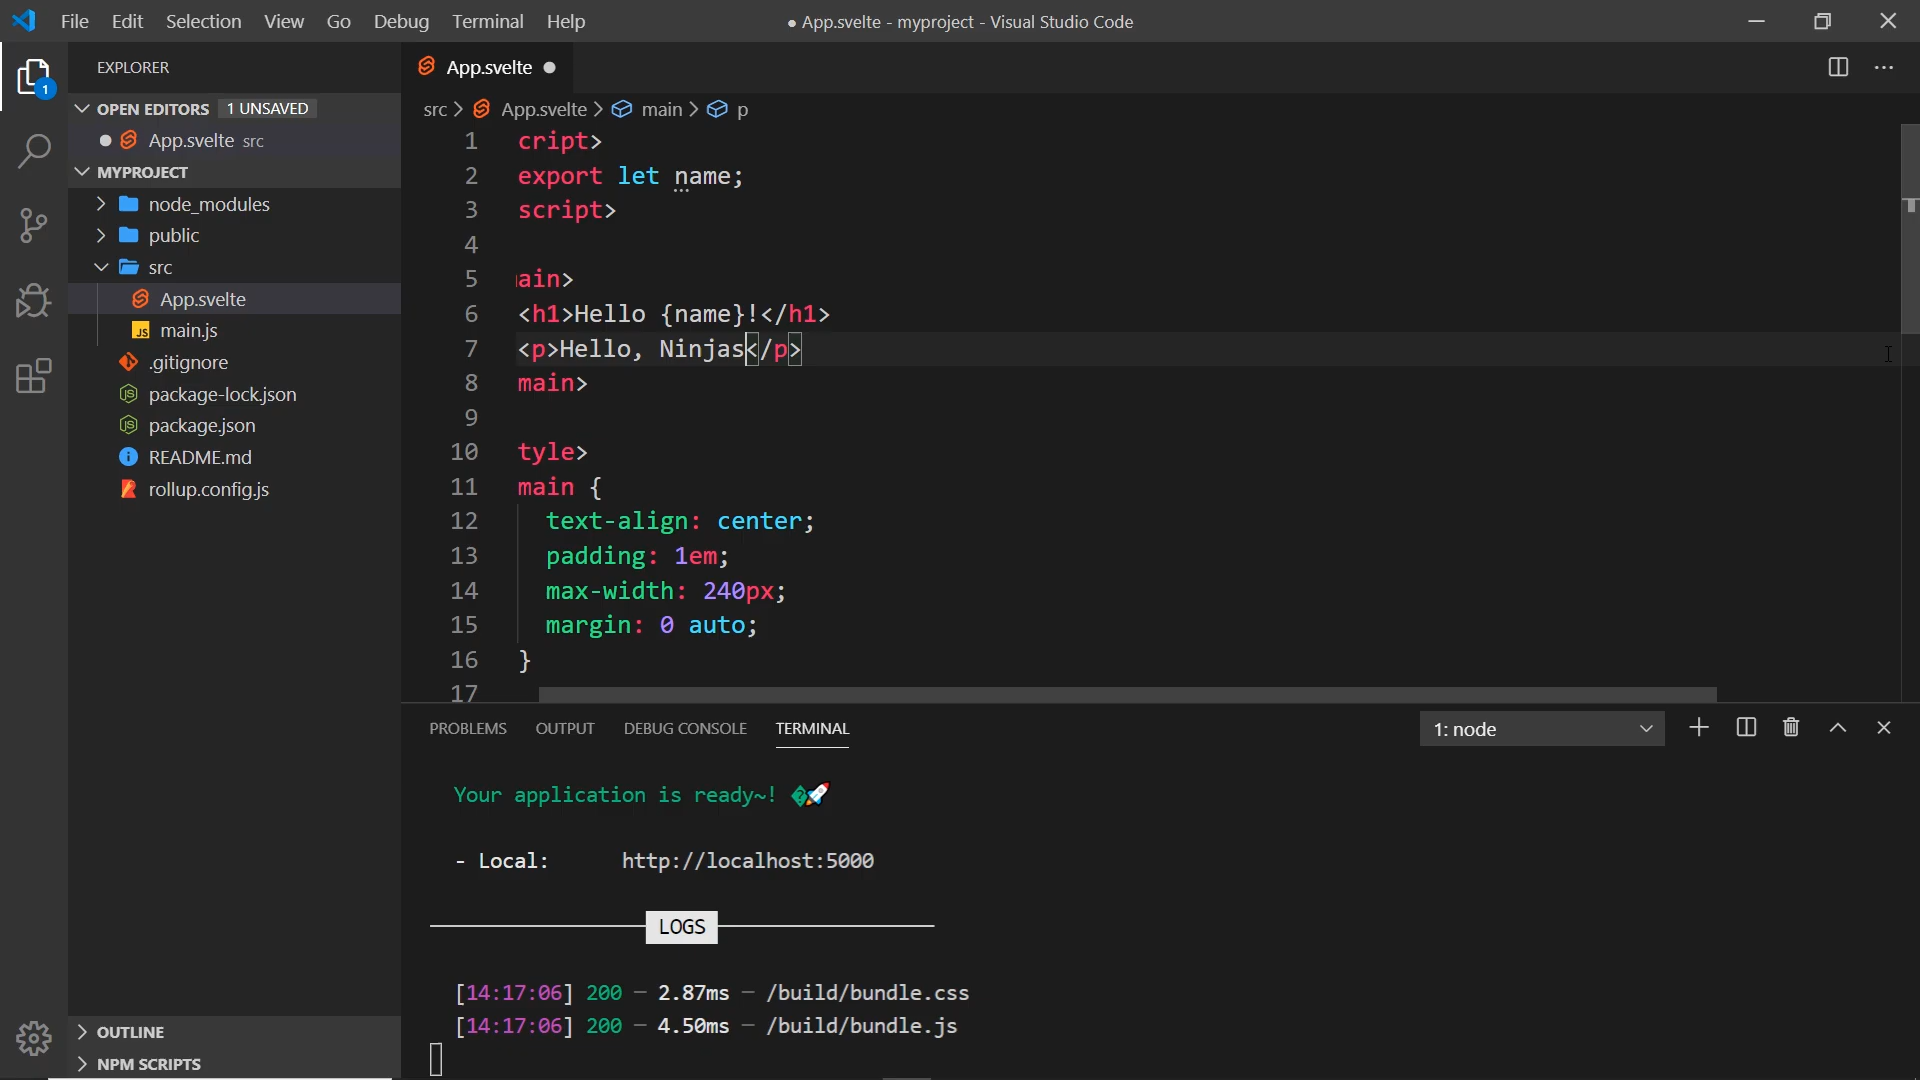 File Edit Selection View Go Debug Terminal Help
● App.svelte - myproject - Visual Studio Code
EXPLORER
1
OPEN EDITORS 1 UNSAVED
App.svelte src
MYPROJECT
node_modules
public
src
App.svelte
JS main.js
.gitignore
package-lock.json
package.json
README.md
rollup.config.js
OUTLINE
NPM SCRIPTS
App.svelte
src > App.svelte > main > p
1 cript>
2 export let name;
3 script>
4
5 ain>
6 <h1>Hello {name}!</h1>
7 <p>Hello, Ninjas</p>
8 main>
9
10 tyle>
11 main {
12 text-align: center;
13 padding: 1em;
14 max-width: 240px;
15 margin: 0 auto;
16 }
17
PROBLEMS OUTPUT DEBUG CONSOLE TERMINAL
1: node
Your application is ready~! �🚀
- Local: http://localhost:5000
LOGS
[14:17:06] 200 — 2.87ms — /build/bundle.css
[14:17:06] 200 — 4.50ms — /build/bundle.js